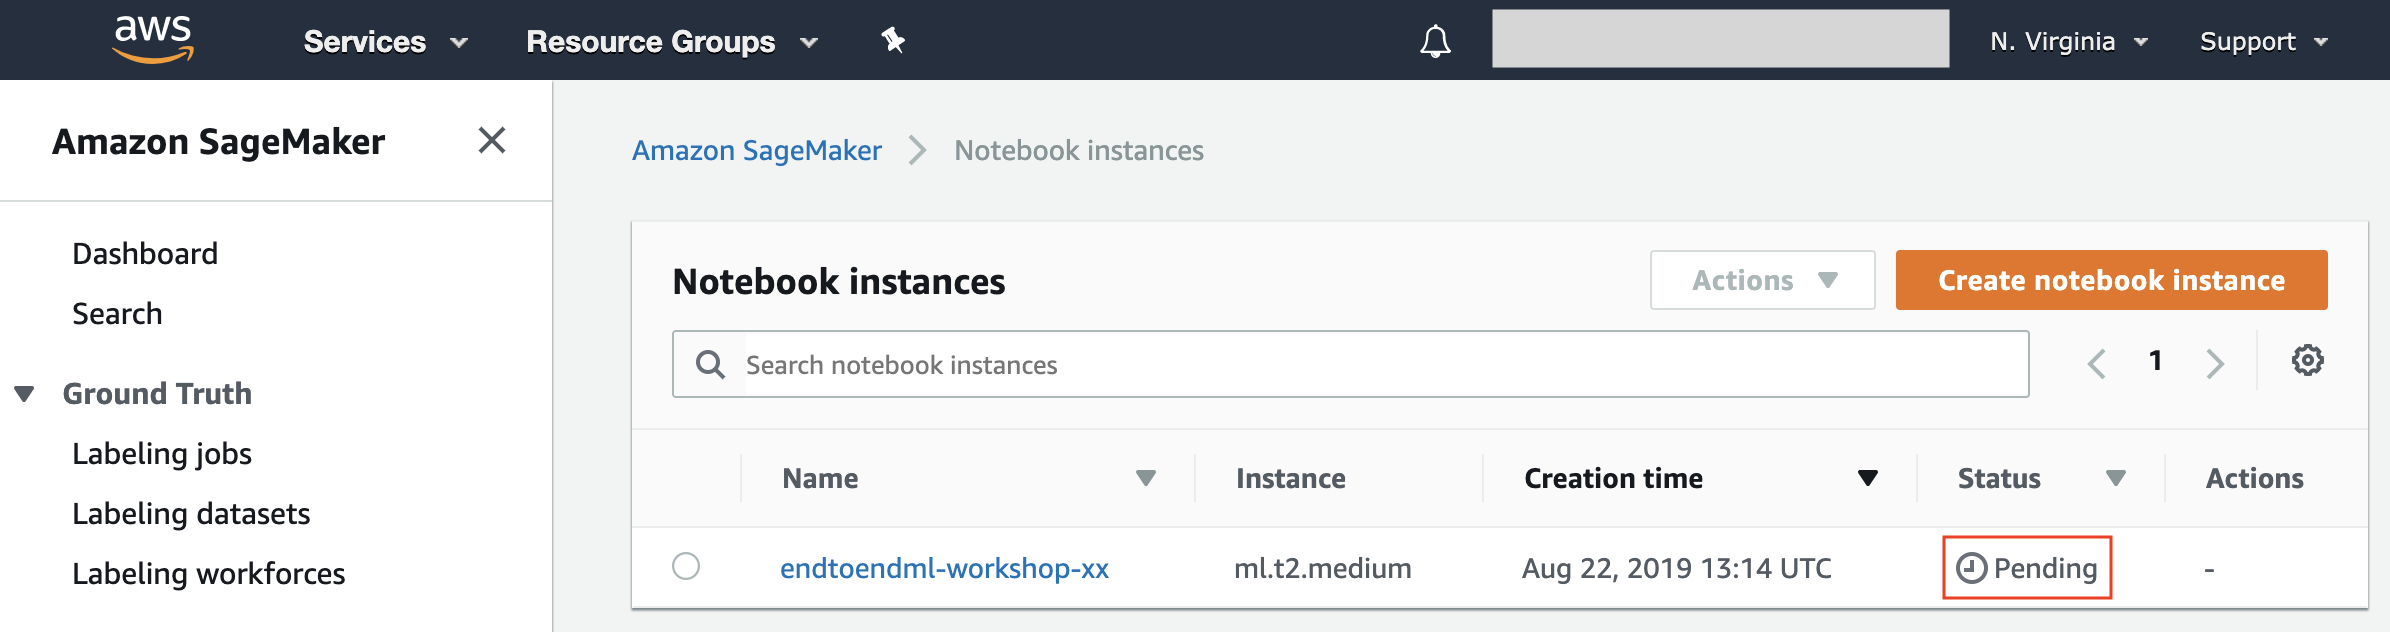 aws Services Resource Groups N. Virginia Support
Amazon SageMaker
Dashboard
Search
Ground Truth
Labeling jobs
Labeling datasets
Labeling workforces
Amazon SageMaker Notebook instances
Notebook instances Actions Create notebook instance
Search notebook instances 1
Name Instance Creation time Status Actions
endtoendml-workshop-xx ml.t2.medium Aug 22, 2019 13:14 UTC Pending -